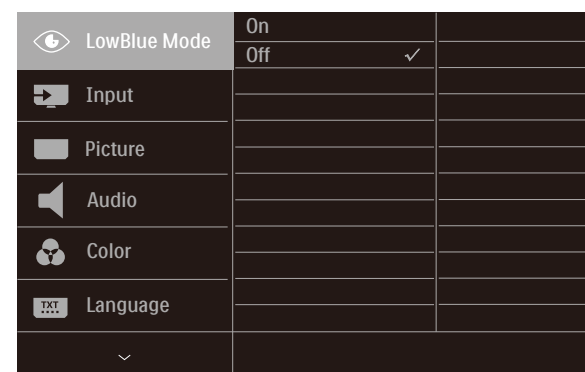 LowBlue Mode
On
Off
Input
Picture
Audio
Color
TXT
Language